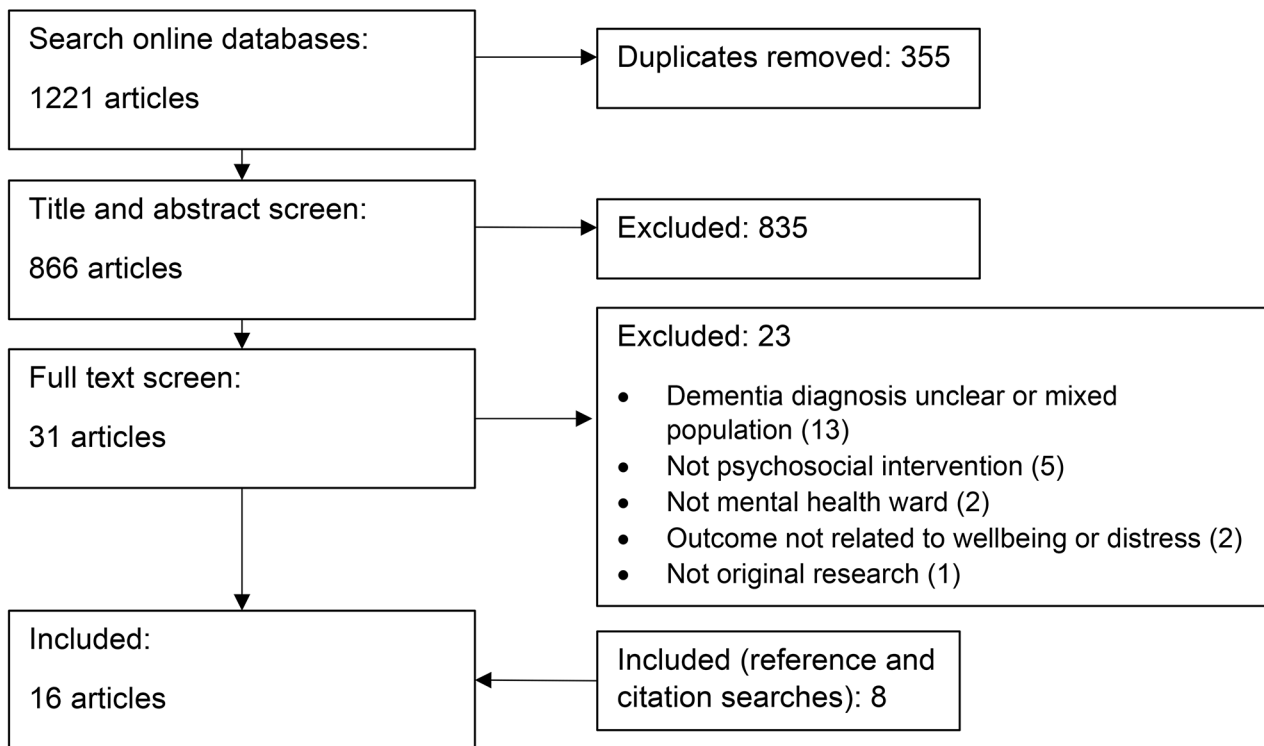 Search online databases:
1221 articles
Duplicates removed: 355
Title and abstract screen:
866 articles
Excluded: 835
Full text screen:
31 articles
Excluded: 23
• Dementia diagnosis unclear or mixed
population (13)
• Not psychosocial intervention (5)
• Not mental health ward (2)
• Outcome not related to wellbeing or distress (2)
• Not original research (1)
Included:
16 articles
Included (reference and
citation searches): 8